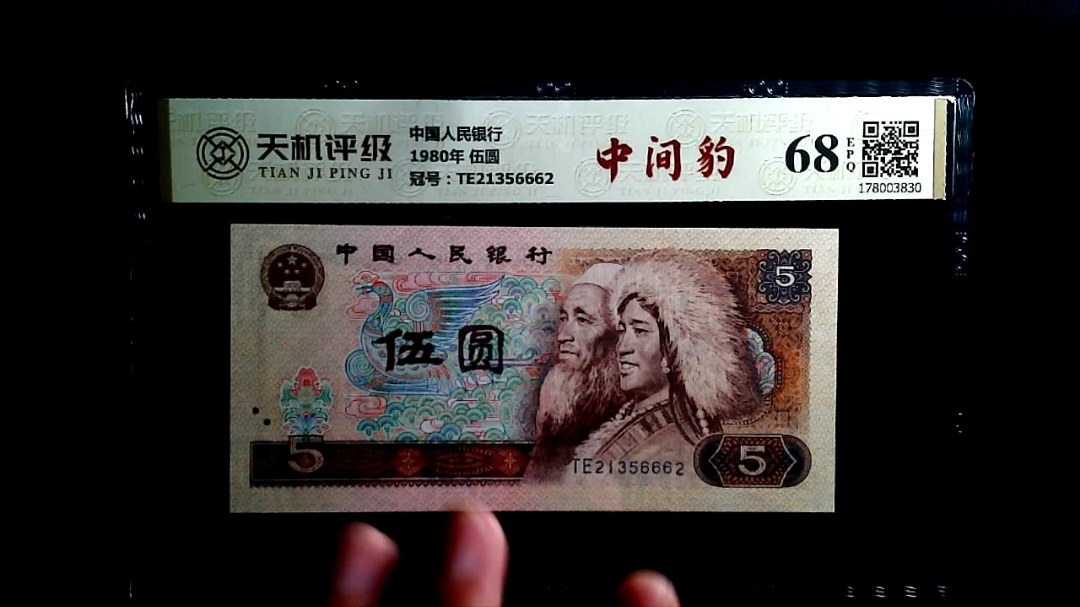 天机评级
TIAN JI PING JI
中国人民银行
1980年 伍圆
冠号：TE21356662
中间豹
68
EPQ
178003830
中国人民银行
5
伍圆
5
TE21356662
5